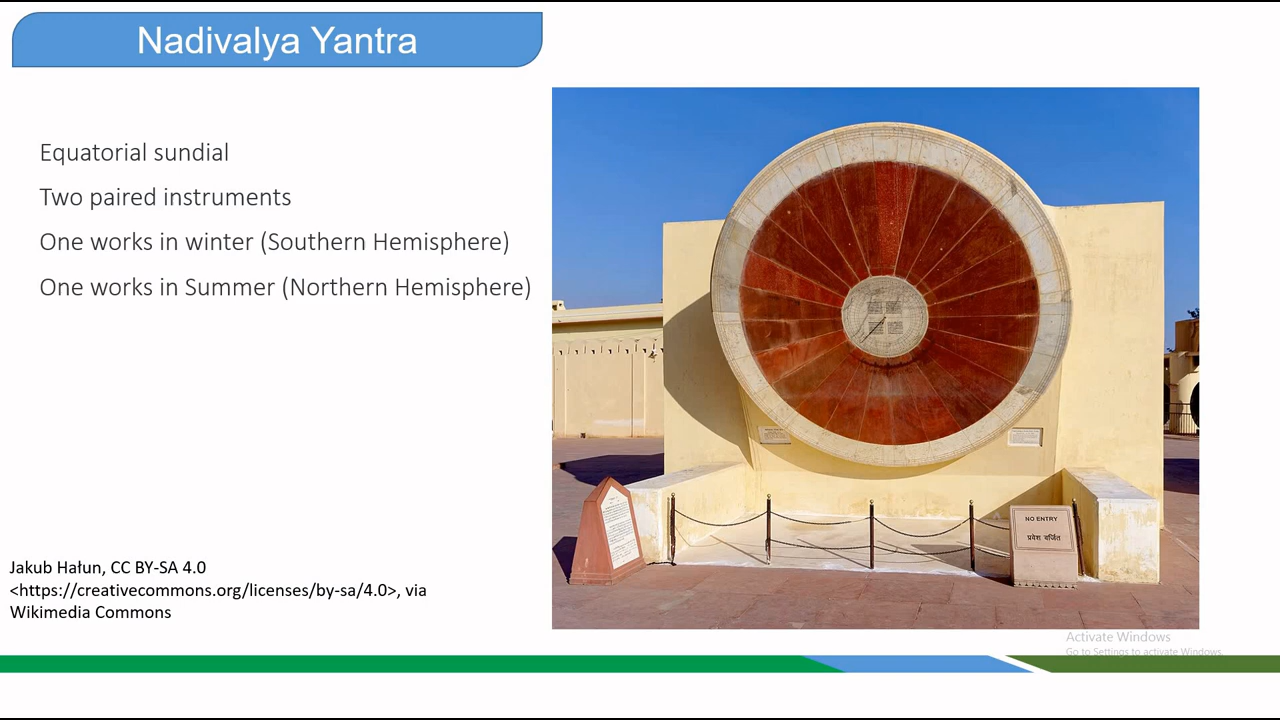 Nadivalya Yantra
Equatorial sundial
Two paired instruments
One works in winter (Southern Hemisphere)
One works in Summer (Northern Hemisphere)
NO ENTRY
प्रवेश वर्जित
Jakub Hałun, CC BY-SA 4.0
<https://creativecommons.org/licenses/by-sa/4.0>, via
Wikimedia Commons
Activate Windows
Go to Settings to activate Windows.